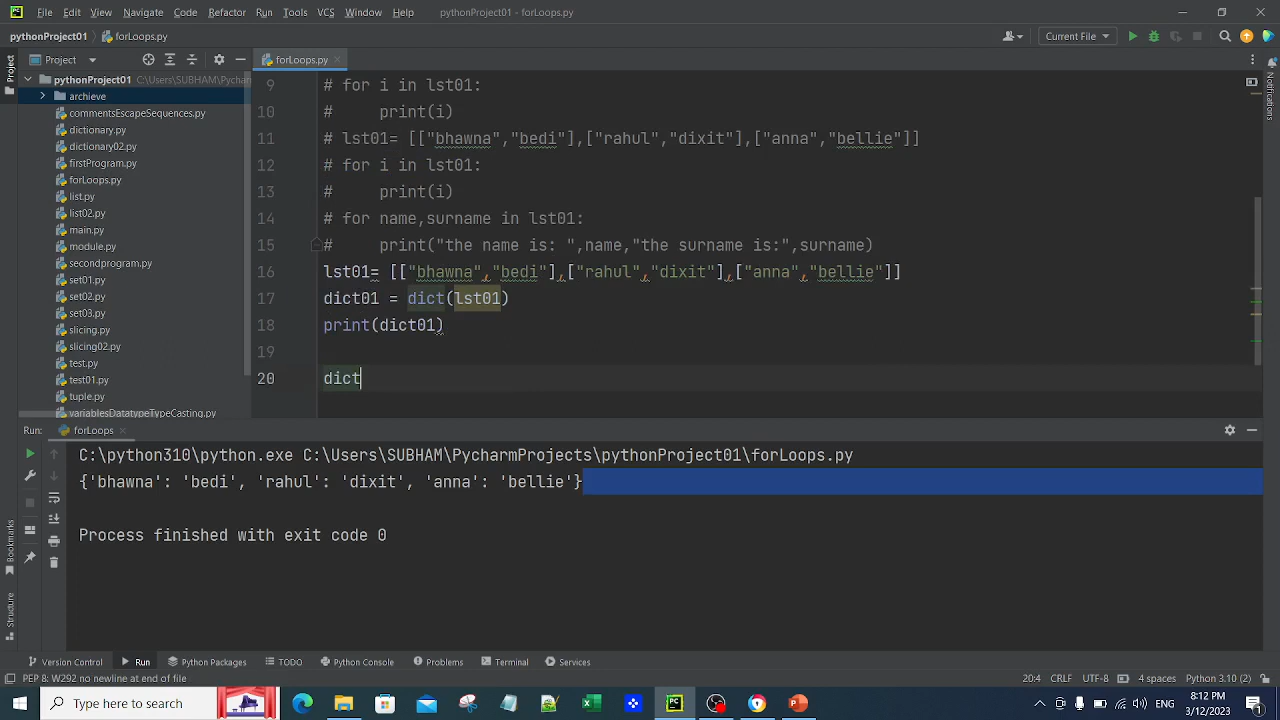 File Edit View Navigate Code Refactor Run Tools VCS Window Help pythonProject01 - forLoops.py
pythonProject01 forLoops.py Current File
Project
forLoops.py
pythonProject01 C:\Users\SUBHAM\Pycharm
archieve
commentsEscapeSequences.py
dictionary.py
dictionary02.py
firstProgram.py
forLoops.py
list.py
list02.py
main.py
module.py
secondprogram.py
set01.py
set02.py
set03.py
slicing.py
slicing02.py
test.py
test01.py
tuple.py
variablesDatatypeTypeCasting.py
9 # for i in lst01:
10 #     print(i)
11 # lst01= [["bhawna","bedi"],["rahul","dixit"],["anna","bellie"]]
12 # for i in lst01:
13 #     print(i)
14 # for name,surname in lst01:
15 #     print("the name is: ",name,"the surname is:",surname)
16 lst01= [["bhawna","bedi"],["rahul","dixit"],["anna","bellie"]]
17 dict01 = dict(lst01)
18 print(dict01)
19
20 dict
Project
Bookmarks
Structure
Notifications
Run: forLoops
C:\python310\python.exe C:\Users\SUBHAM\PycharmProjects\pythonProject01\forLoops.py
{'bhawna': 'bedi', 'rahul': 'dixit', 'anna': 'bellie'}
Process finished with exit code 0
Version Control Run Python Packages TODO Python Console Problems Terminal Services
PEP 8: W292 no newline at end of file 20:4 CRLF UTF-8 4 spaces Python 3.10 (2)
Type here to search
8:12 PM
3/12/2023